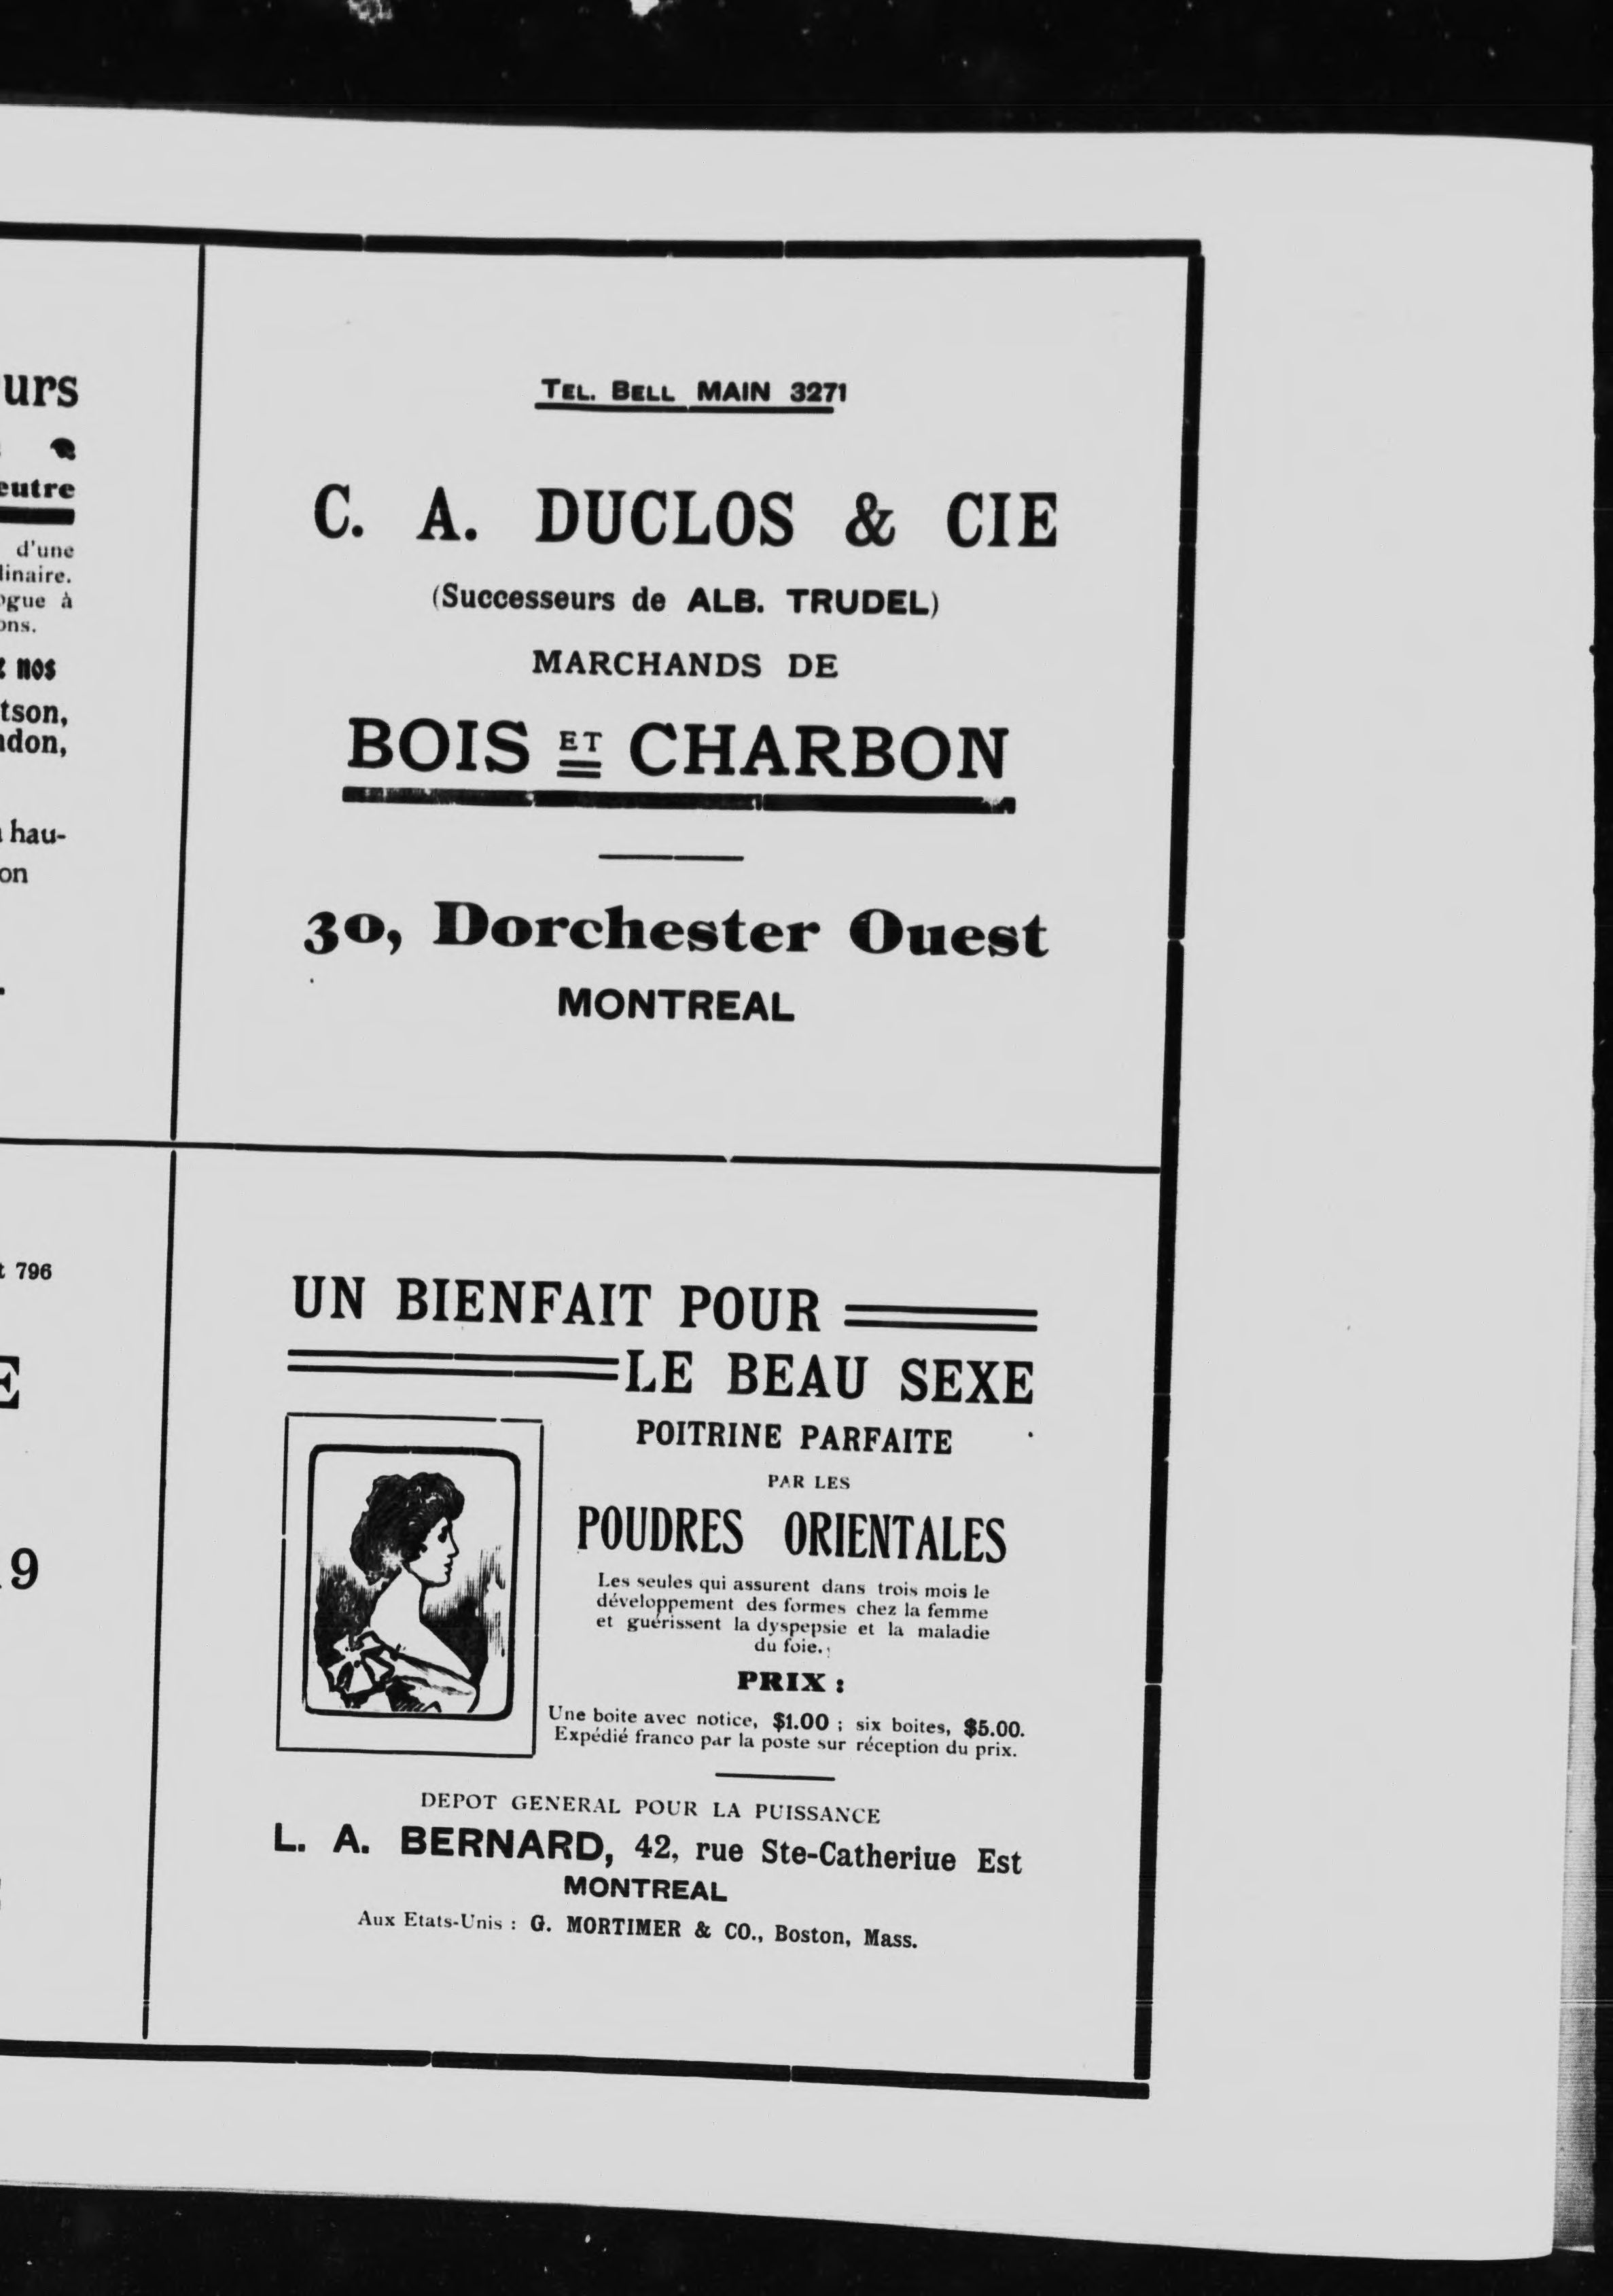 urs
eutre
d'une
linaire.
ogue à
ons.
nos
tson,
ndon,
hau-
on
796
E
19
TEL. BELL MAIN 3271
C. A. DUCLOS & CIE
(Successeurs de ALB. TRUDEL)
MARCHANDS DE
BOIS ET CHARBON
30, Dorchester Ouest
MONTREAL
UN BIENFAIT POUR
LE BEAU SEXE
POITRINE PARFAITE
PAR LES
POUDRES ORIENTALES
Les seules qui assurent dans trois mois le
développement des formes chez la femme
et guérissent la dyspepsie et la maladie
du foie.
PRIX :
Une boite avec notice, $1.00 ; six boites, $5.00.
Expédié franco par la poste sur réception du prix.
DEPOT GENERAL POUR LA PUISSANCE
L. A. BERNARD, 42, rue Ste-Catheriue Est
MONTREAL
Aux Etats-Unis : G. MORTIMER & CO., Boston, Mass.